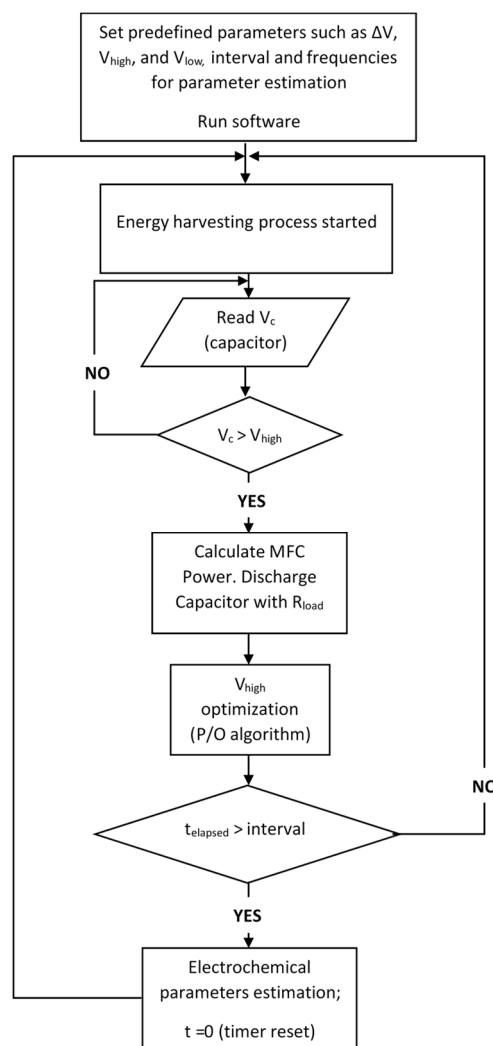 Set predefined parameters such as ΔV,
Vhigh, and Vlow, interval and frequencies
for parameter estimation
Run software
Energy harvesting process started
Read Vc
(capacitor)
NO
Vc > Vhigh
YES
Calculate MFC
Power. Discharge
Capacitor with Rload
Vhigh
optimization
(P/O algorithm)
NO
telapsed > interval
YES
Electrochemical
parameters estimation;
t =0 (timer reset)